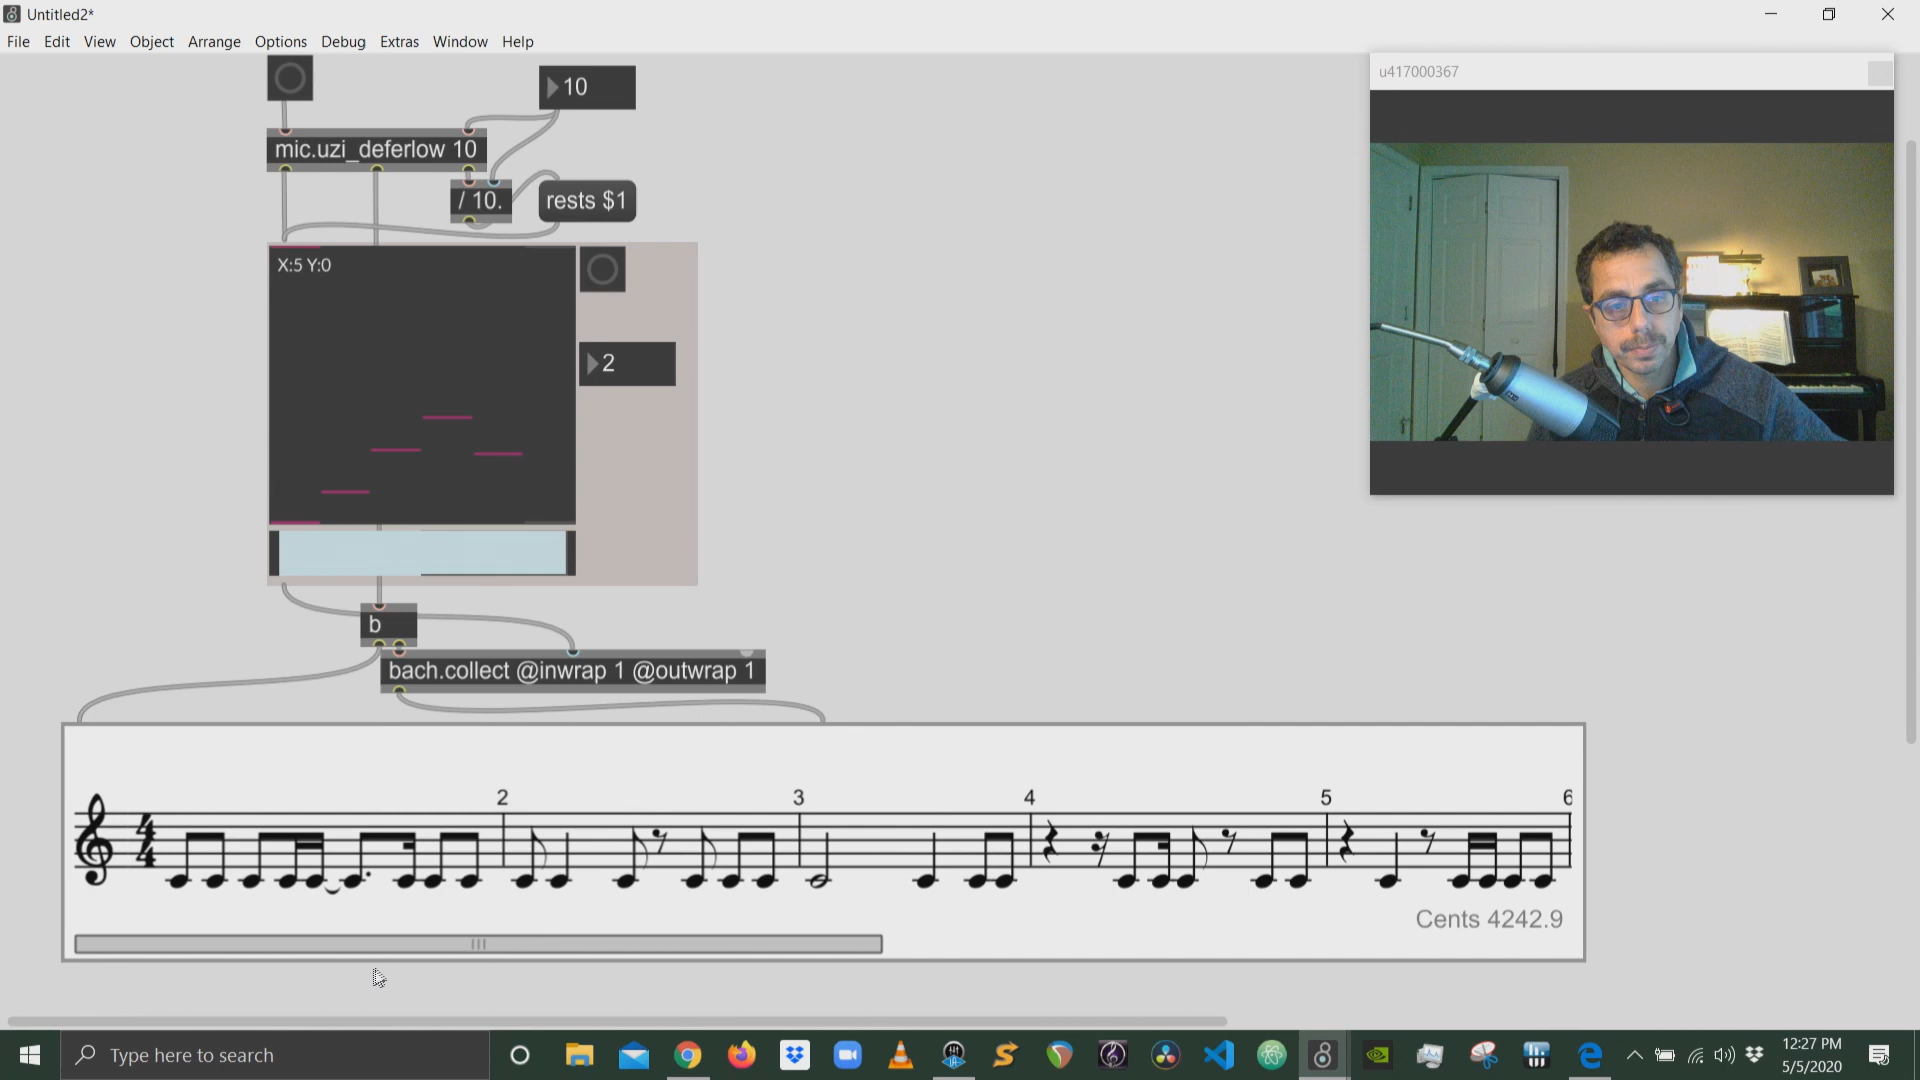 Untitled2*
File Edit View Object Arrange Options Debug Extras Window Help
u417000367
10
mic.uzi_deferlow 10
/ 10.
rests $1
X:5 Y:0
2
b
bach.collect @inwrap 1 @outwrap 1
2 3 4 5 6
4
4
Cents 4242.9
Type here to search
12:27 PM
5/5/2020